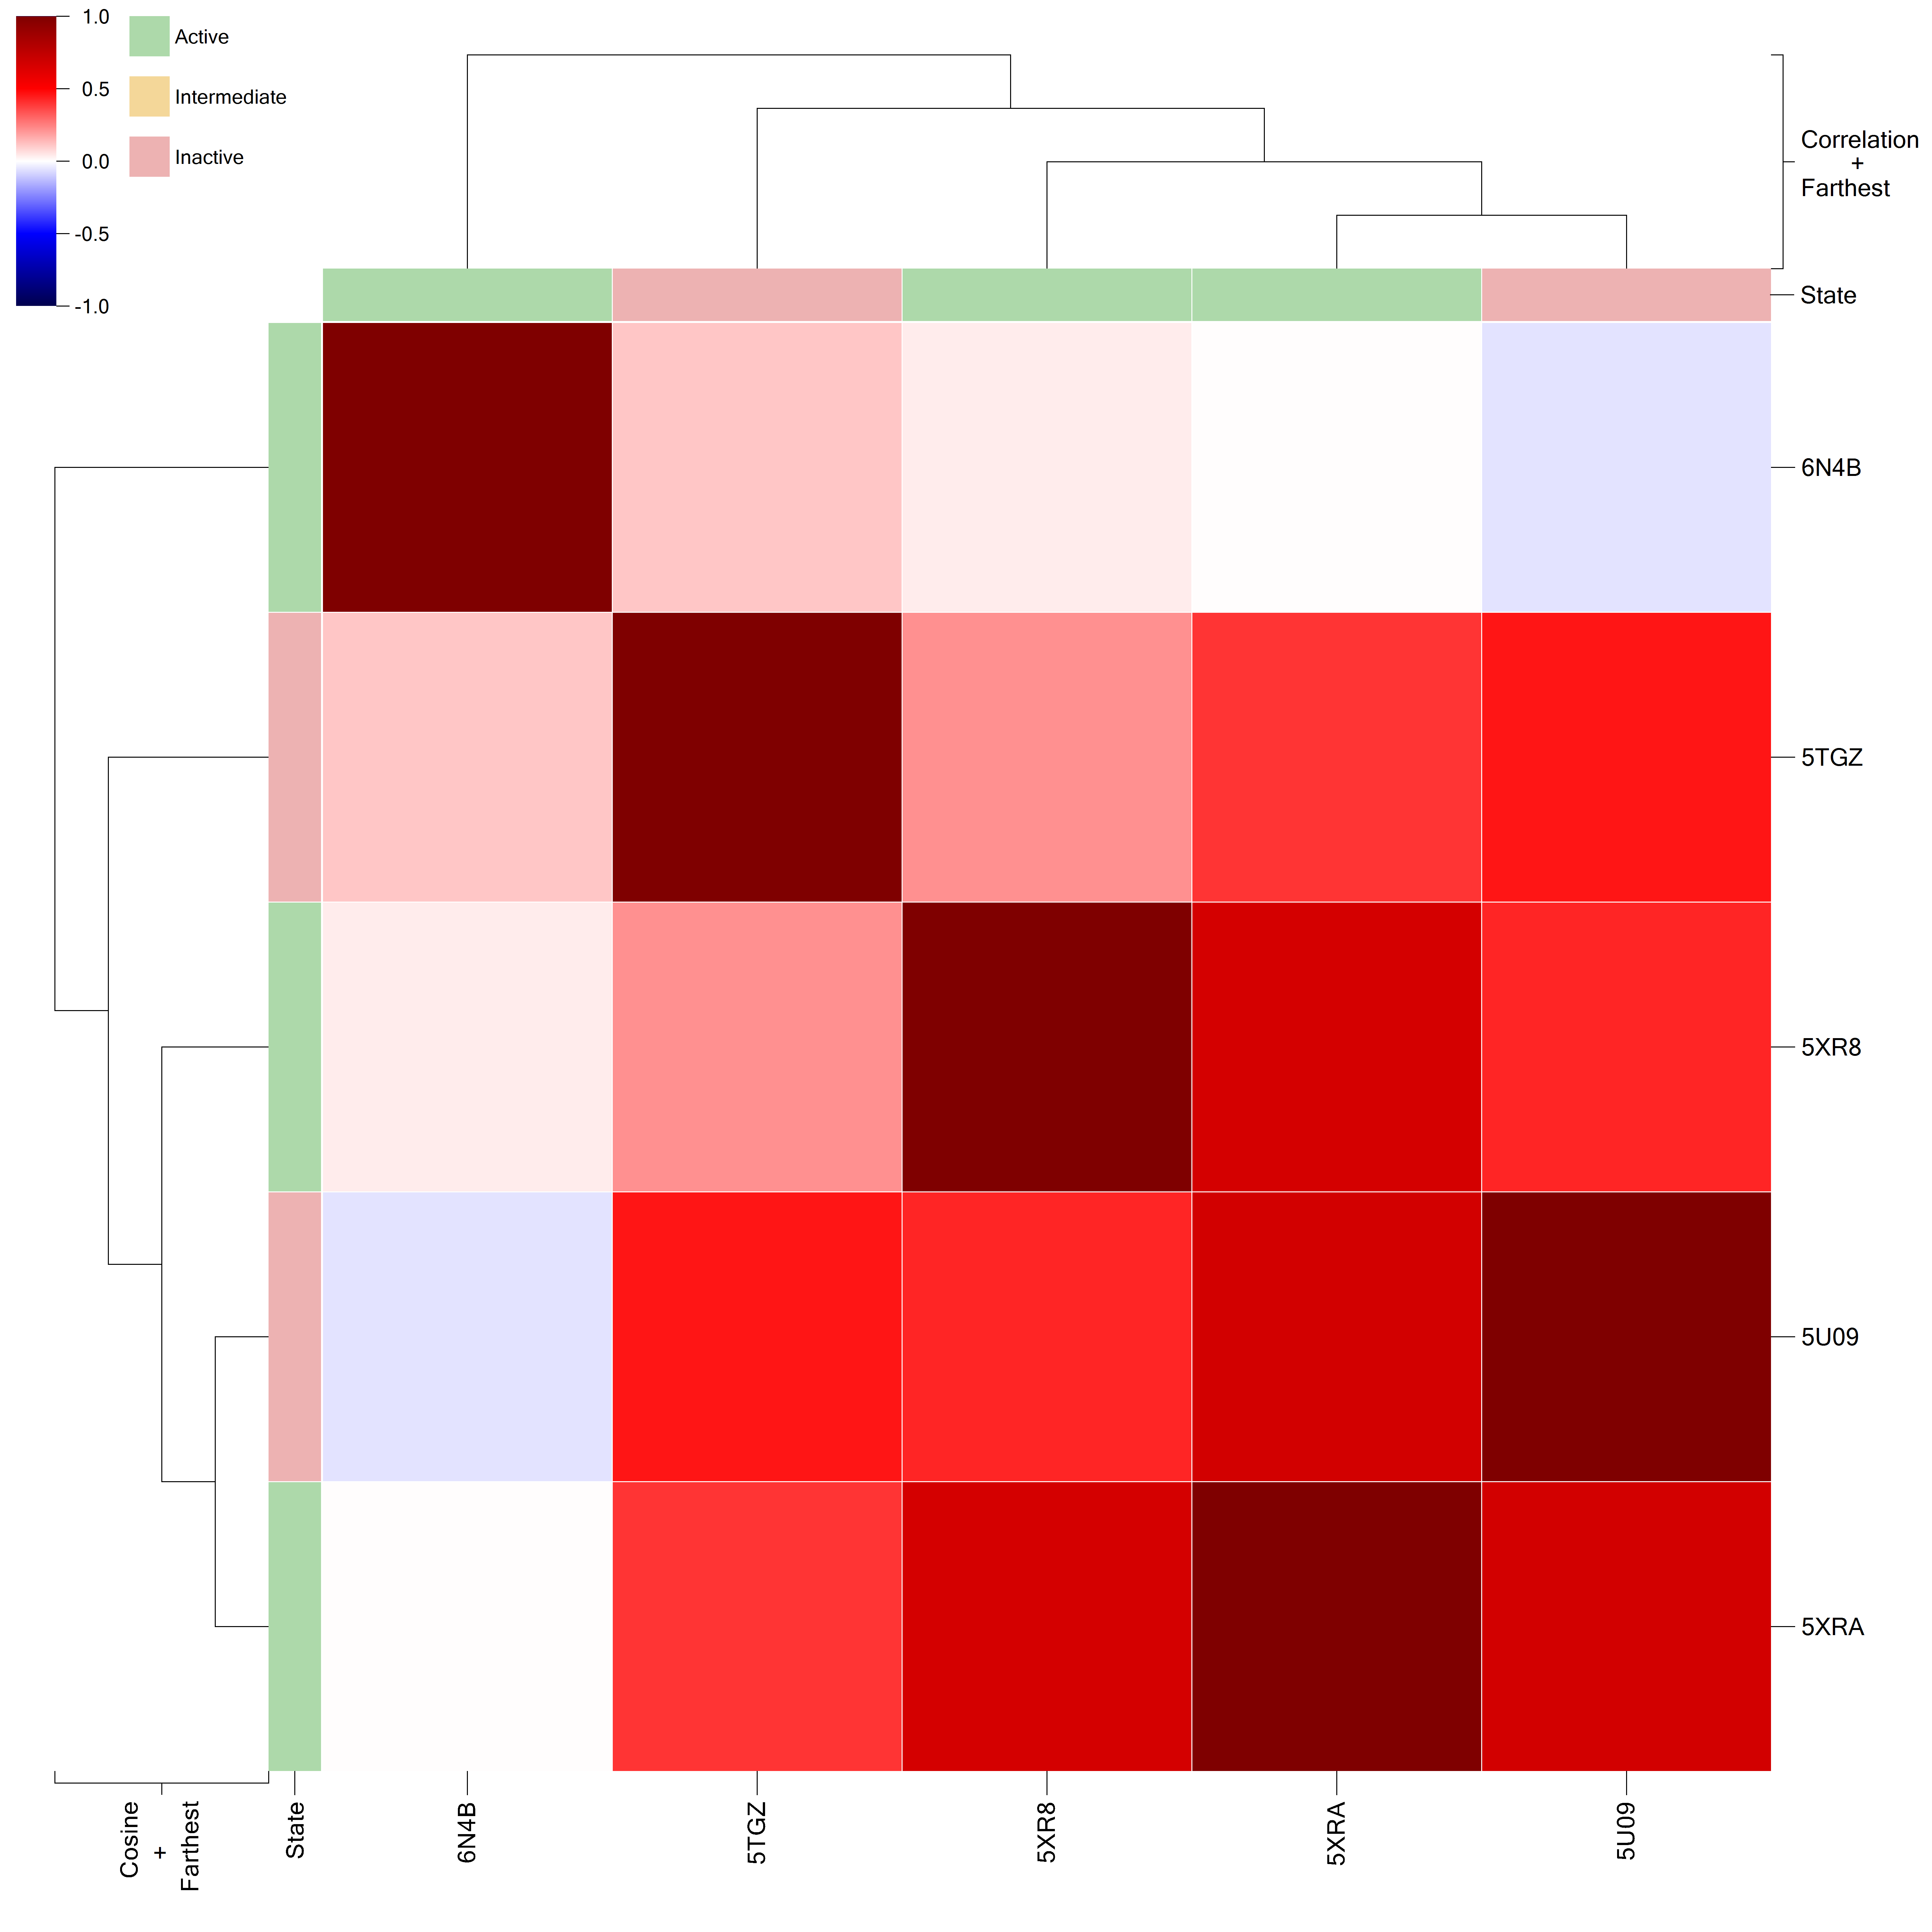 1.0
0.5
0.0
-0.5
-1.0
Active
Intermediate
Inactive
Correlation
+
Farthest
State
6N4B
5TGZ
5XR8
5U09
5XRA
Cosine
+
Farthest
State
6N4B
5TGZ
5XR8
5XRA
5U09